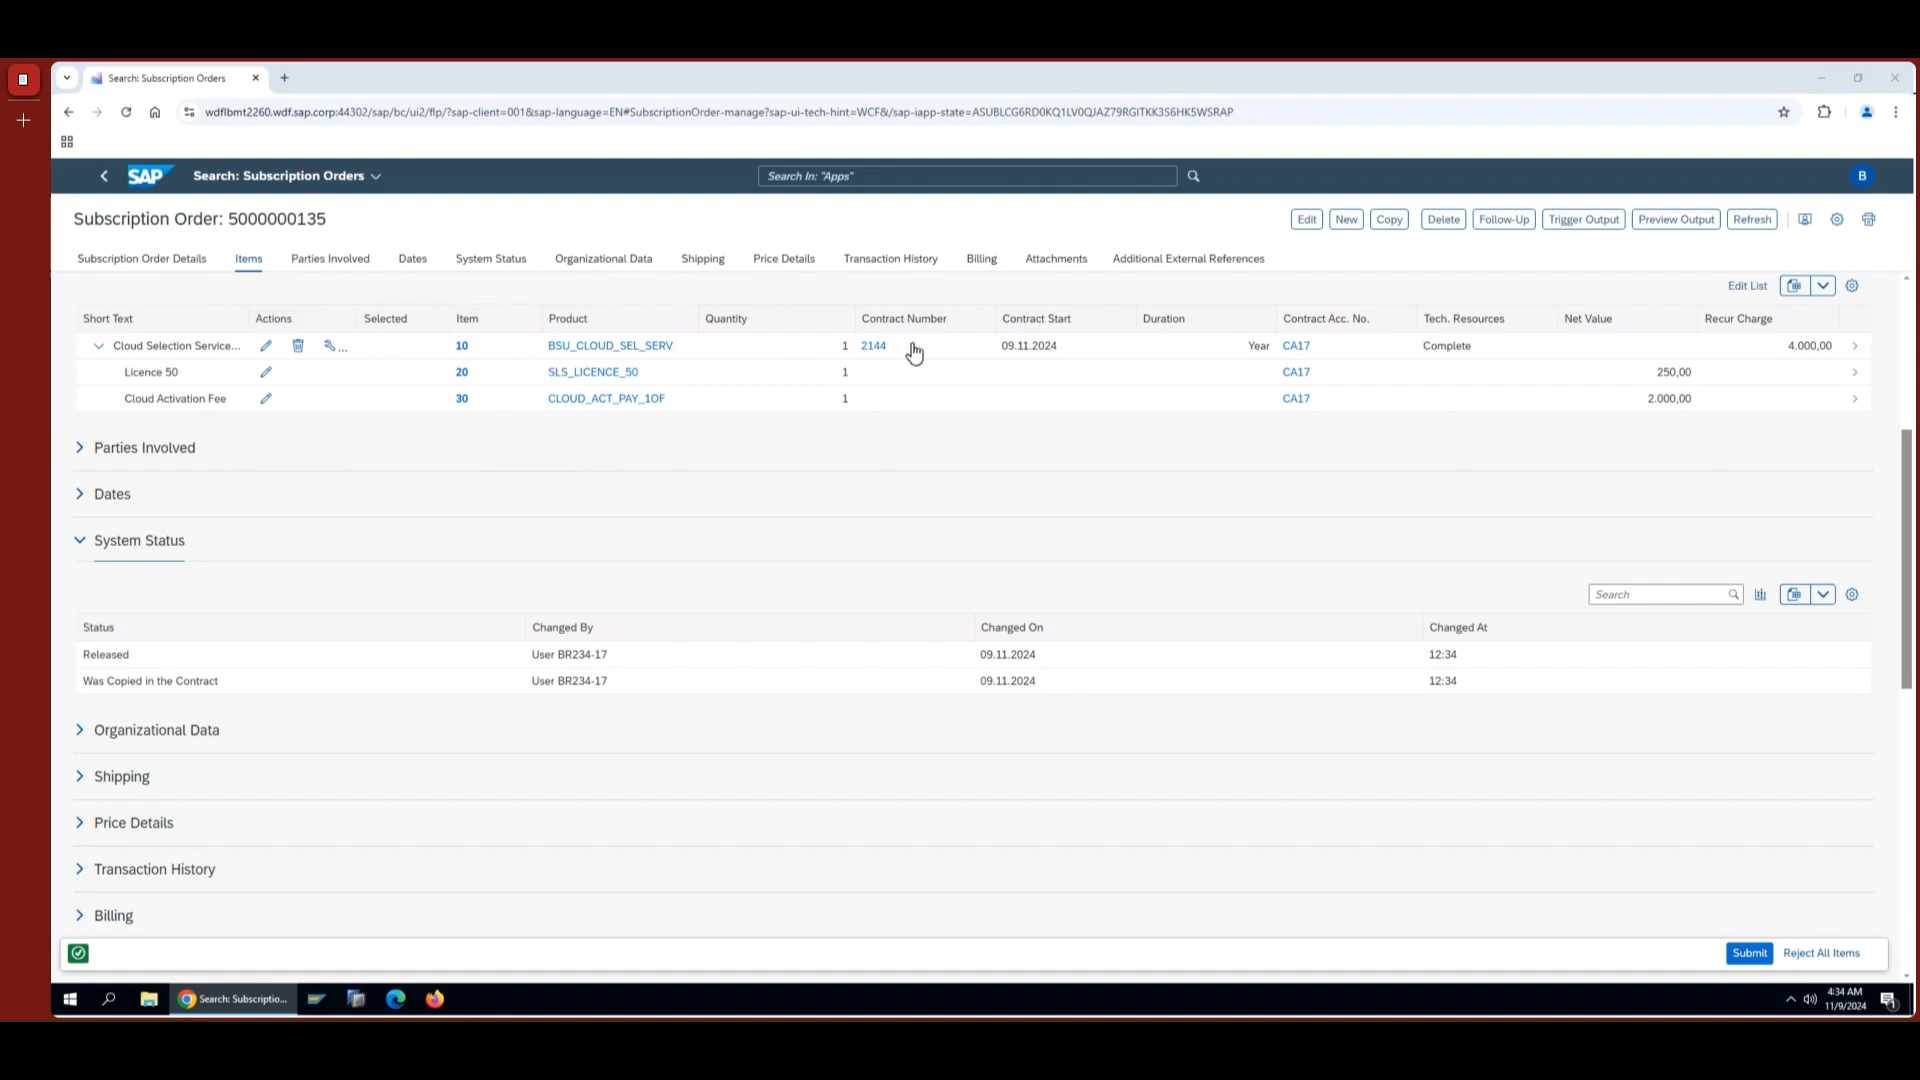 Search: Subscription Orders
wdflbmt2260.wdf.sap.corp:44302/sap/bc/ui2/flp/?sap-client=001&sap-language=EN#SubscriptionOrder-manage?sap-ui-tech-hint=WCF&/sap-iapp-state=ASUBLCG6RD0KQ1LV0QJAZ79RGITKK3S6HK5WSRAP
SAP Search: Subscription Orders Search In: "Apps" B
Subscription Order: 5000000135 Edit New Copy Delete Follow-Up Trigger Output Preview Output Refresh
Subscription Order Details Items Parties Involved Dates System Status Organizational Data Shipping Price Details Transaction History Billing Attachments Additional External References
Edit List
Short Text Actions Selected Item Product Quantity Contract Number Contract Start Duration Contract Acc. No. Tech. Resources Net Value Recur Charge
Cloud Selection Service... ... 10 BSU_CLOUD_SEL_SERV 1 2144 09.11.2024 Year CA17 Complete 4.000,00
Licence 50 20 SLS_LICENCE_50 1 CA17 250,00
Cloud Activation Fee 30 CLOUD_ACT_PAY_1OF 1 CA17 2.000,00
Parties Involved
Dates
System Status
Search
Status Changed By Changed On Changed At
Released User BR234-17 09.11.2024 12:34
Was Copied in the Contract User BR234-17 09.11.2024 12:34
Organizational Data
Shipping
Price Details
Transaction History
Billing
Submit Reject All Items
Search: Subscriptio... 4:34 AM
11/9/2024 1